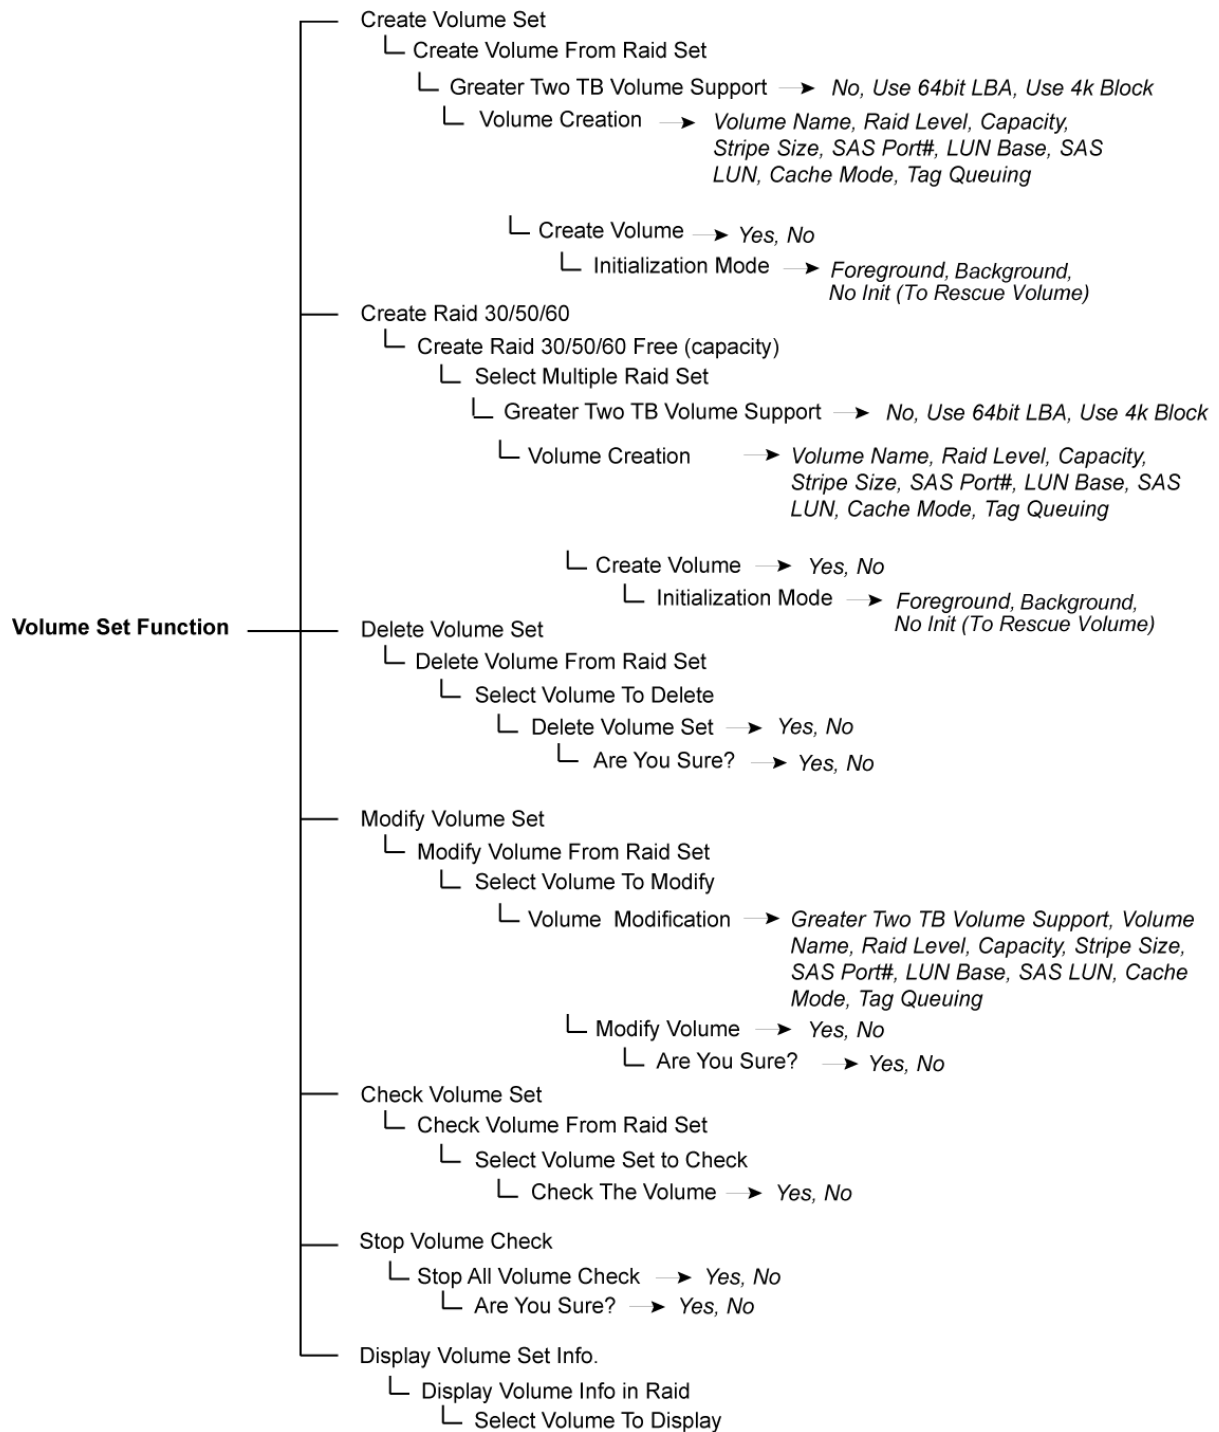 Create Volume Set
Create Volume From Raid Set
Greater Two TB Volume Support No, Use 64bit LBA, Use 4k Block
Volume Creation Volume Name, Raid Level, Capacity,
Stripe Size, SAS Port#, LUN Base, SAS
LUN, Cache Mode, Tag Queuing
Create Volume Yes, No
Initialization Mode Foreground, Background,
No Init (To Rescue Volume)
Create Raid 30/50/60
Create Raid 30/50/60 Free (capacity)
Select Multiple Raid Set
Greater Two TB Volume Support No, Use 64bit LBA, Use 4k Block
Volume Creation Volume Name, Raid Level, Capacity,
Stripe Size, SAS Port#, LUN Base, SAS
LUN, Cache Mode, Tag Queuing
Create Volume Yes, No
Initialization Mode Foreground, Background,
No Init (To Rescue Volume)
Volume Set Function Delete Volume Set
Delete Volume From Raid Set
Select Volume To Delete
Delete Volume Set Yes, No
Are You Sure? Yes, No
Modify Volume Set
Modify Volume From Raid Set
Select Volume To Modify
Volume Modification Greater Two TB Volume Support, Volume
Name, Raid Level, Capacity, Stripe Size,
SAS Port#, LUN Base, SAS LUN, Cache
Mode, Tag Queuing
Modify Volume Yes, No
Are You Sure? Yes, No
Check Volume Set
Check Volume From Raid Set
Select Volume Set to Check
Check The Volume Yes, No
Stop Volume Check
Stop All Volume Check Yes, No
Are You Sure? Yes, No
Display Volume Set Info.
Display Volume Info in Raid
Select Volume To Display